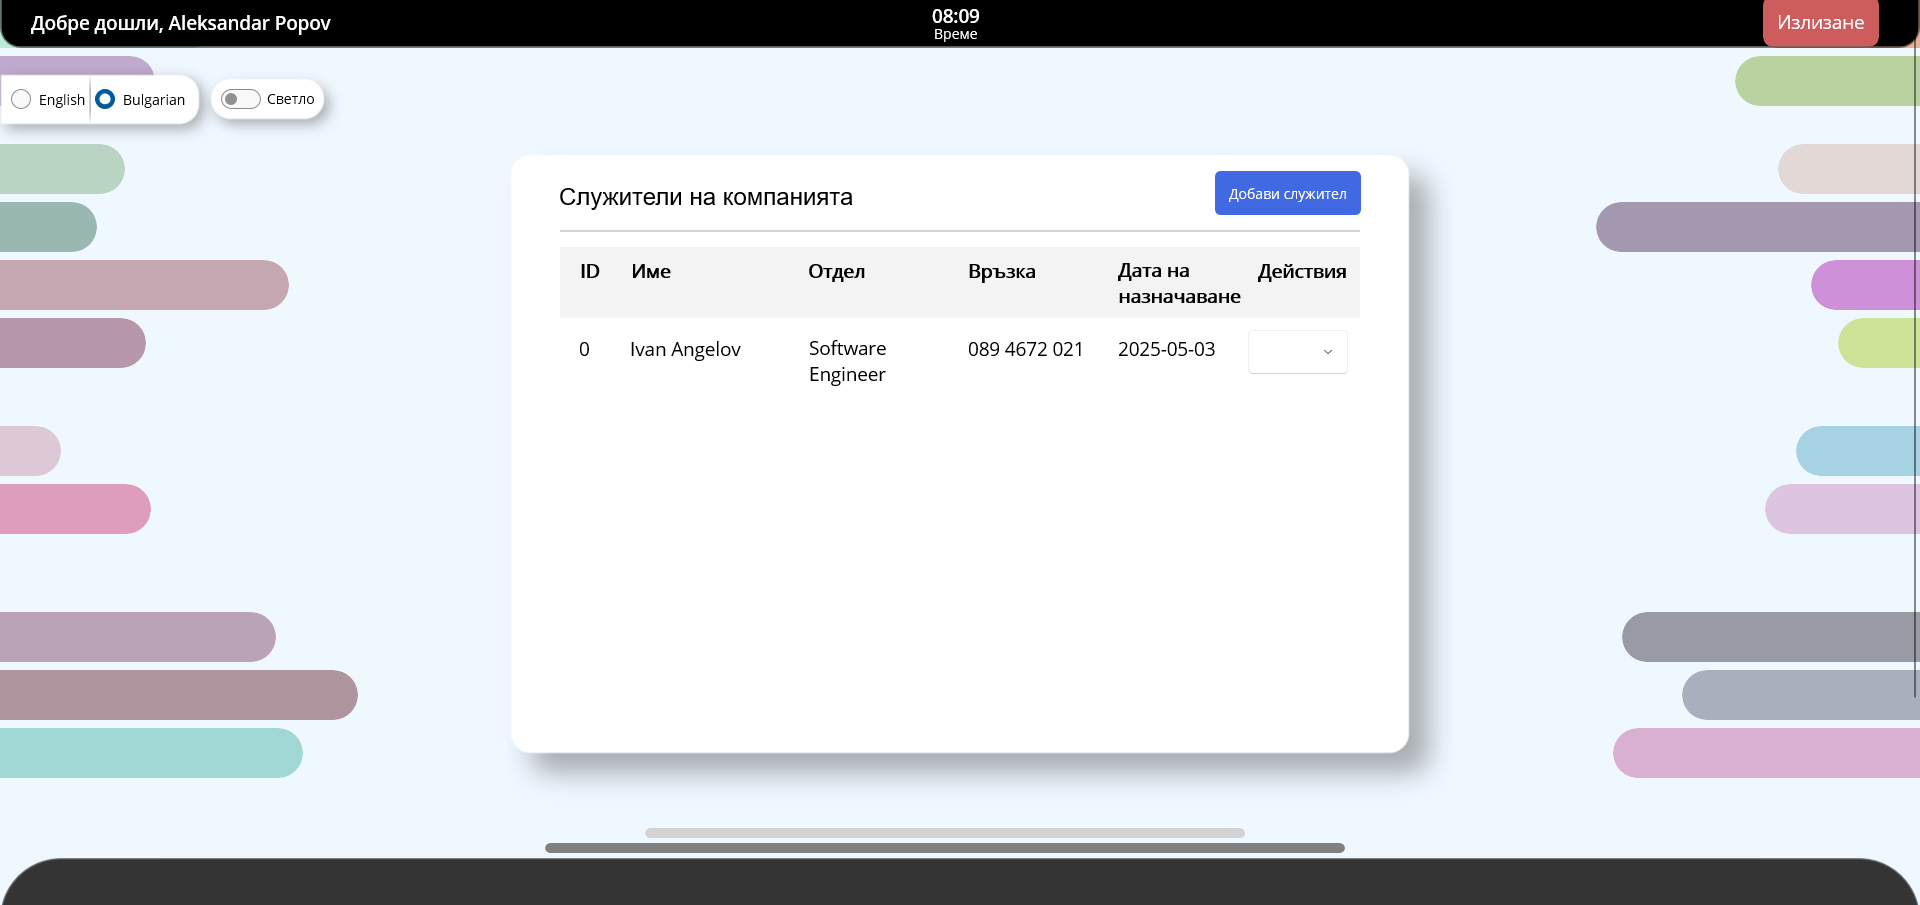 Добре дошли, Aleksandar Popov
08:09
Време
Излизане
English
Bulgarian
Светло
Служители на компанията
Добави служител
ID Име Отдел Връзка Дата на назначаване Действия
0 Ivan Angelov Software Engineer 089 4672 021 2025-05-03